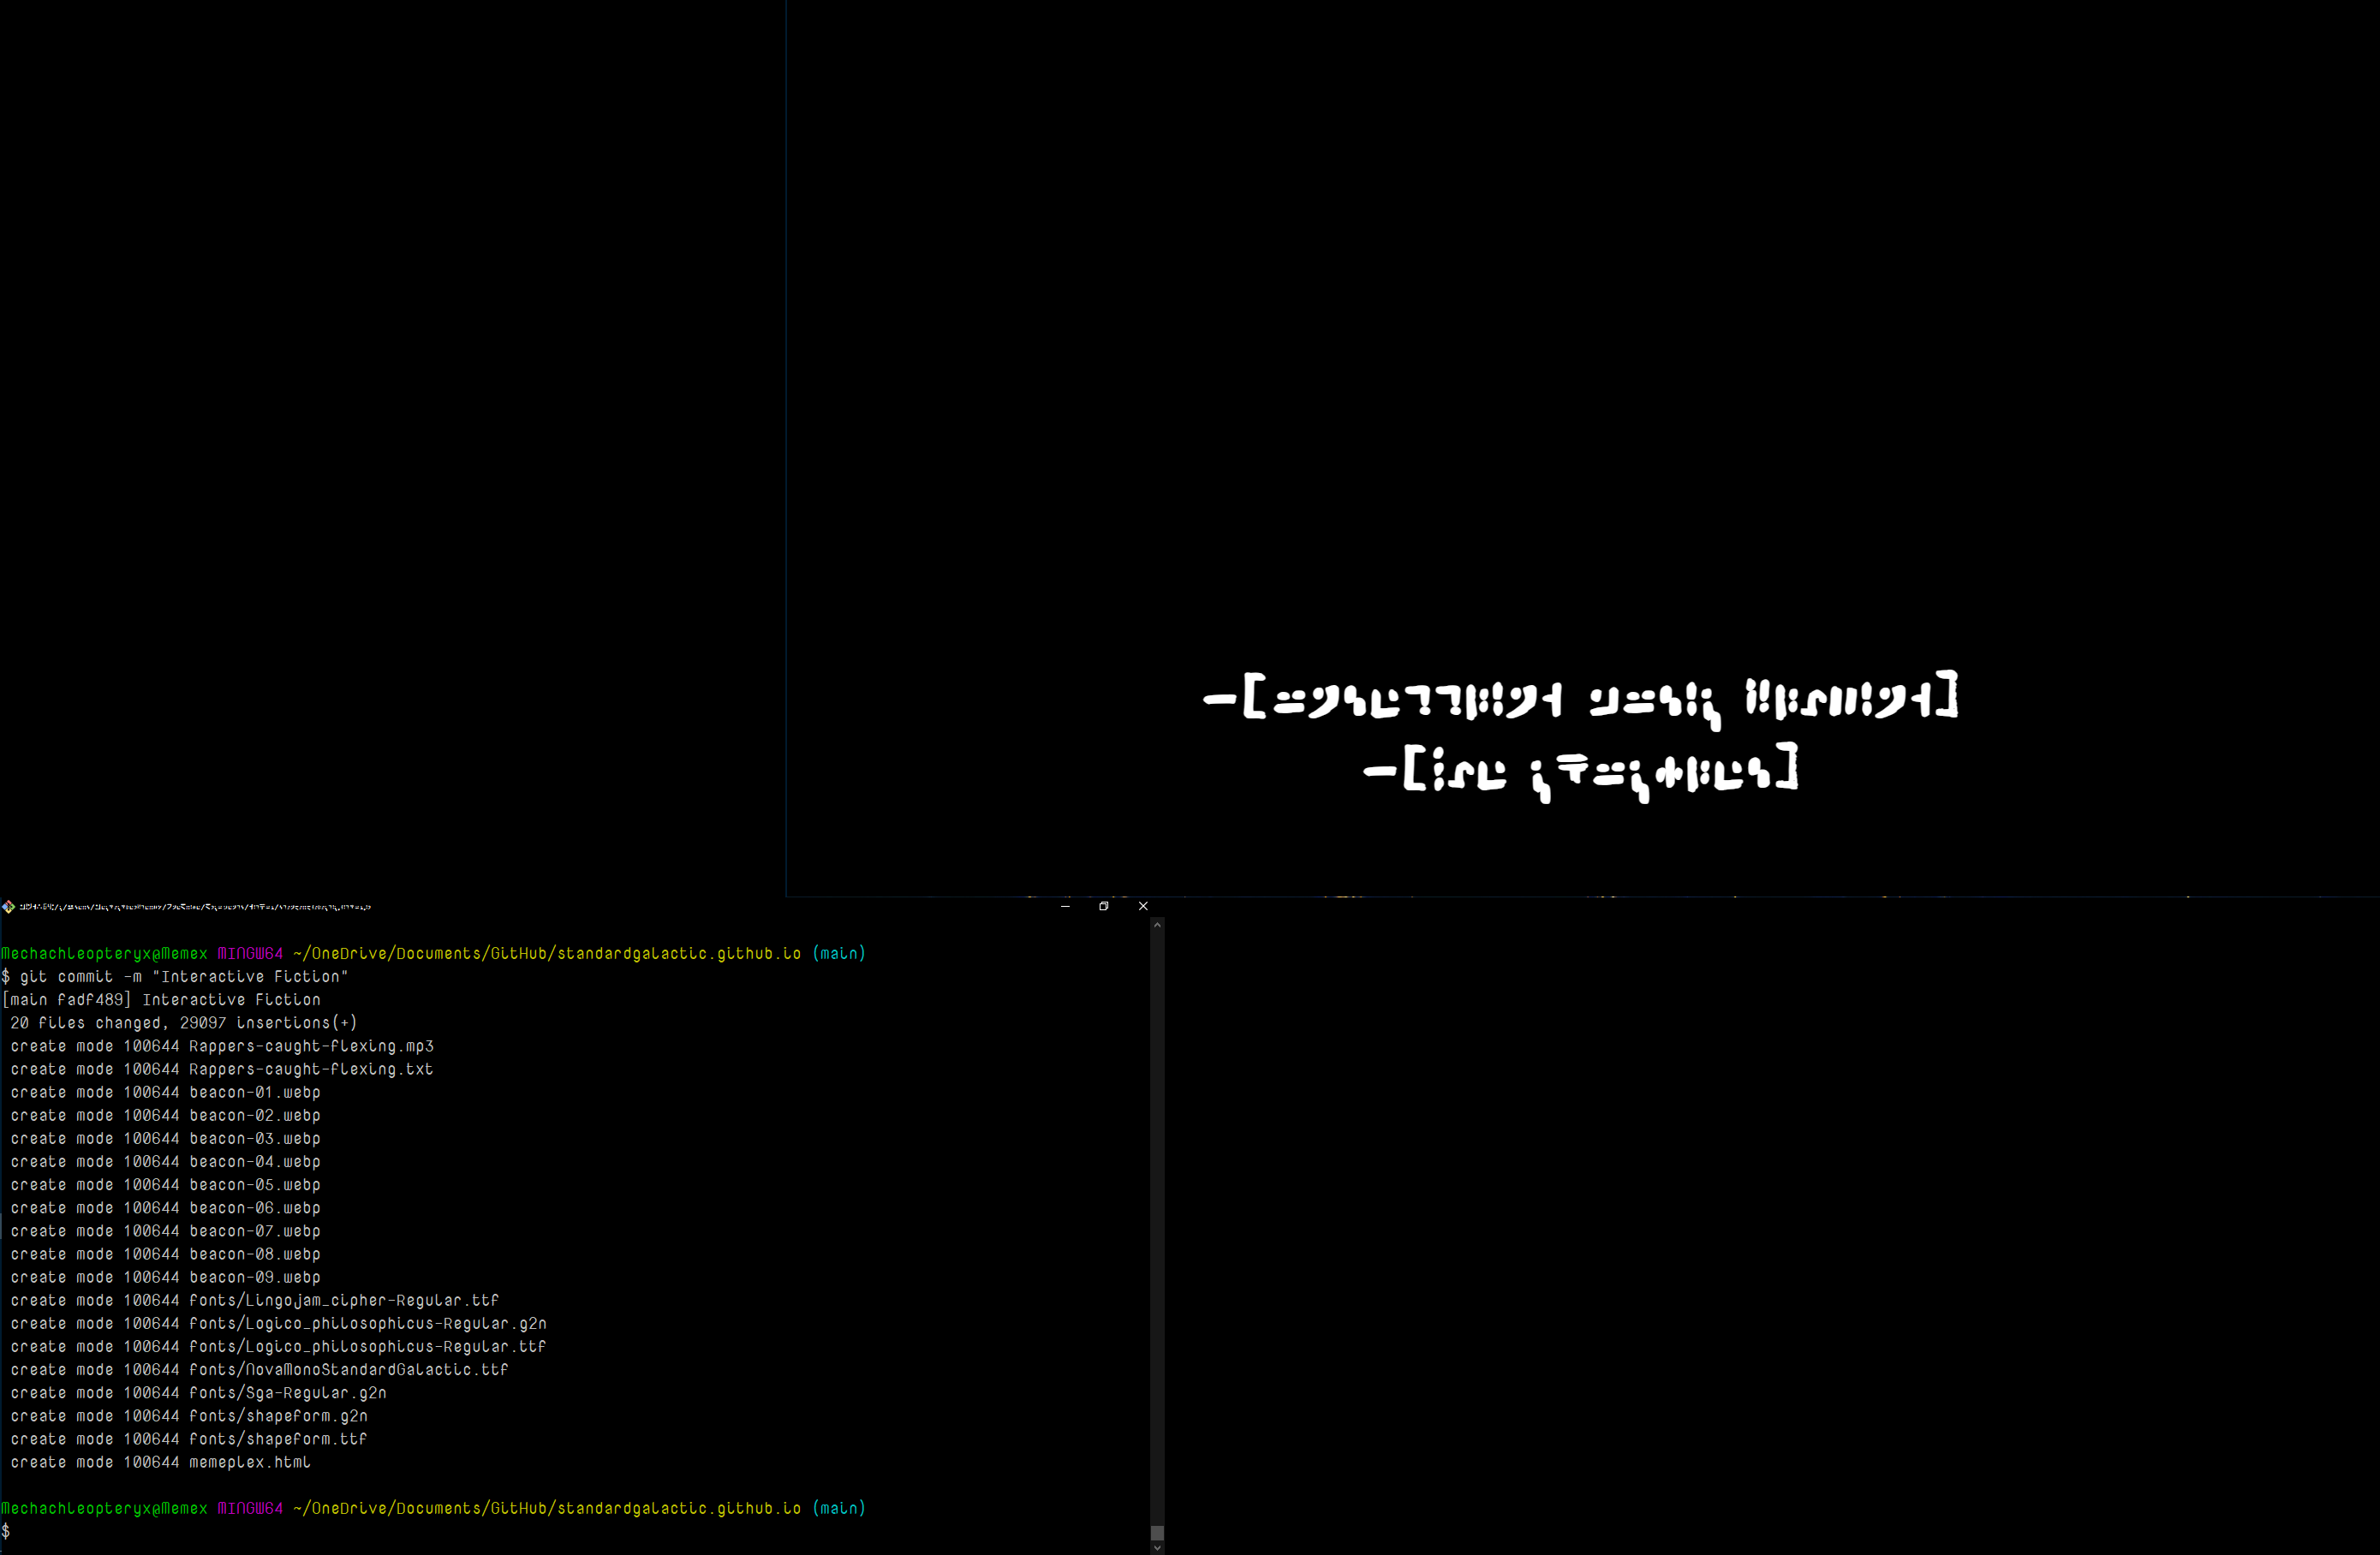 MechachLeopteryx@Memex MINGW64 ~/OneDrive/Documents/GitHub/standardgalactic.github.io (main)
$ git commit -m "Interactive Fiction"
[main fadf489] Interactive Fiction
20 files changed, 29097 insertions(+)
create mode 100644 Rappers-caught-flexing.mp3
create mode 100644 Rappers-caught-flexing.txt
create mode 100644 beacon-01.webp
create mode 100644 beacon-02.webp
create mode 100644 beacon-03.webp
create mode 100644 beacon-04.webp
create mode 100644 beacon-05.webp
create mode 100644 beacon-06.webp
create mode 100644 beacon-07.webp
create mode 100644 beacon-08.webp
create mode 100644 beacon-09.webp
create mode 100644 fonts/Lingojam_cipher-Regular.ttf
create mode 100644 fonts/Logico_philosophicus-Regular.g2n
create mode 100644 fonts/Logico_philosophicus-Regular.ttf
create mode 100644 fonts/NovaMonoStandardGalactic.ttf
create mode 100644 fonts/Sga-Regular.g2n
create mode 100644 fonts/shapeform.g2n
create mode 100644 fonts/shapeform.ttf
create mode 100644 memeplex.html
MechachLeopteryx@Memex MINGW64 ~/OneDrive/Documents/GitHub/standardgalactic.github.io (main)
$